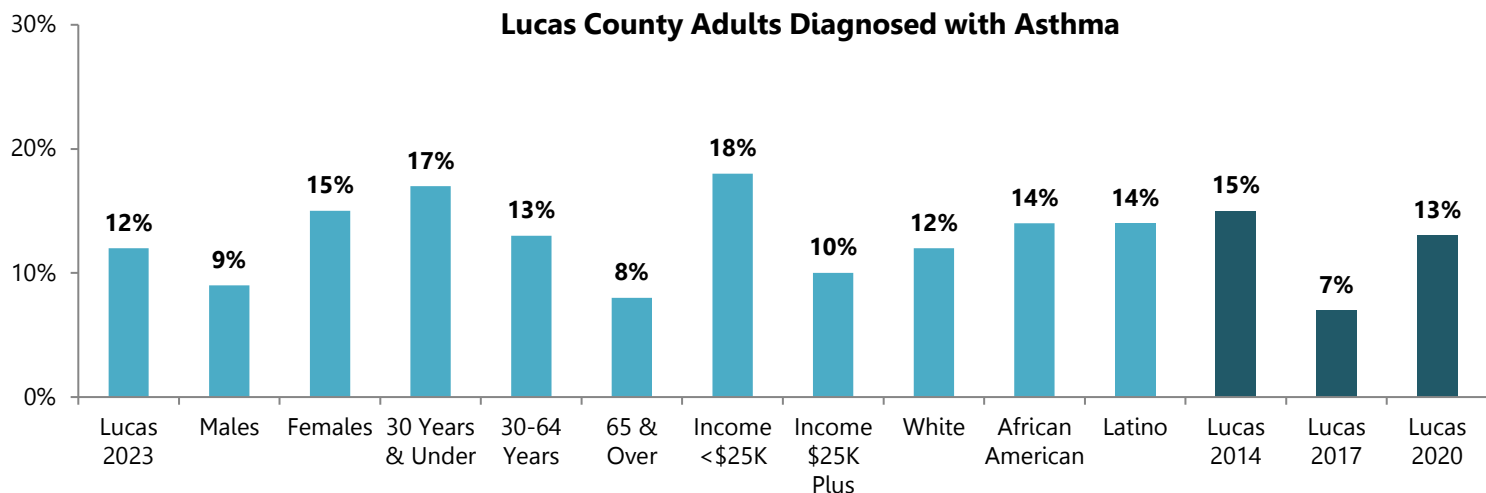 Lucas County Adults Diagnosed with Asthma
30%
20%
10%
0%
12%
9%
15%
17%
13%
8%
18%
10%
12%
14%
14%
15%
7%
13%
Lucas
2023
Males
Females
30 Years
& Under
30-64
Years
65 &
Over
Income
<$25K
Income
$25K
Plus
White
African
American
Latino
Lucas
2014
Lucas
2017
Lucas
2020